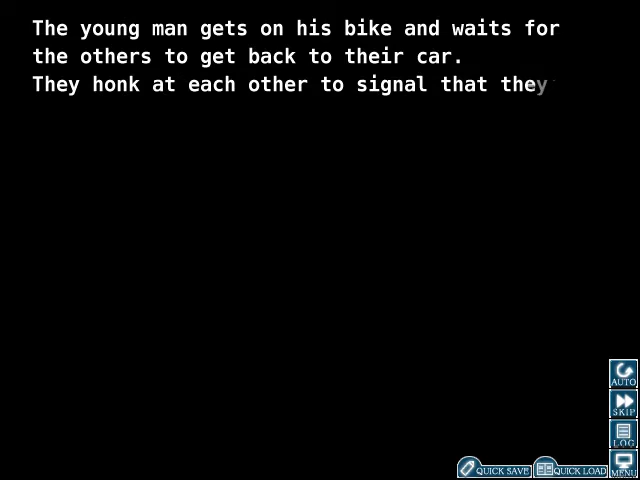 The young man gets on his bike and waits for
the others to get back to their car.
They honk at each other to signal that they
AUTO
SKIP
LOG
QUICK SAVE
QUICK LOAD
MENU